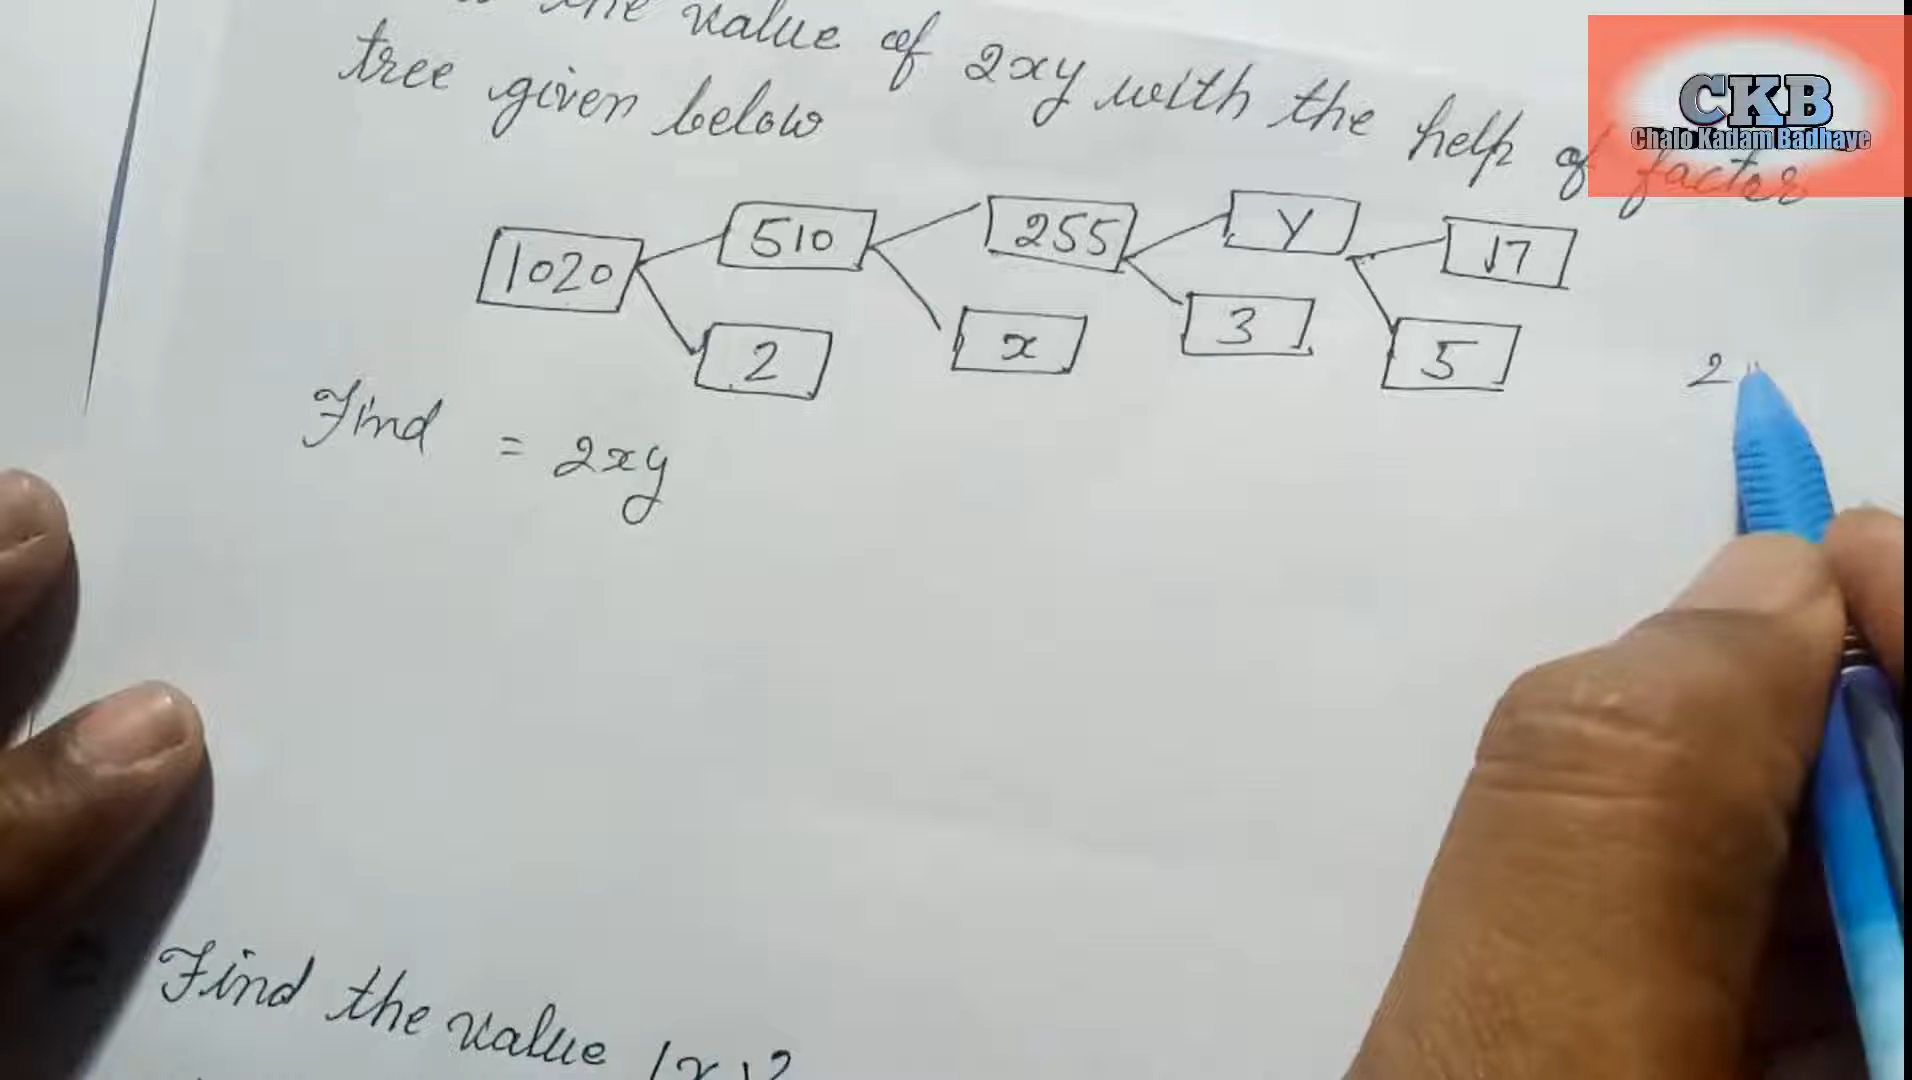 the value of 2xy with the help of factor
tree given below
1020 510 255 Y 17
2 x 3 5
2
Find = 2xy
Find the value
CKB
Chalo Kadam Badhaye